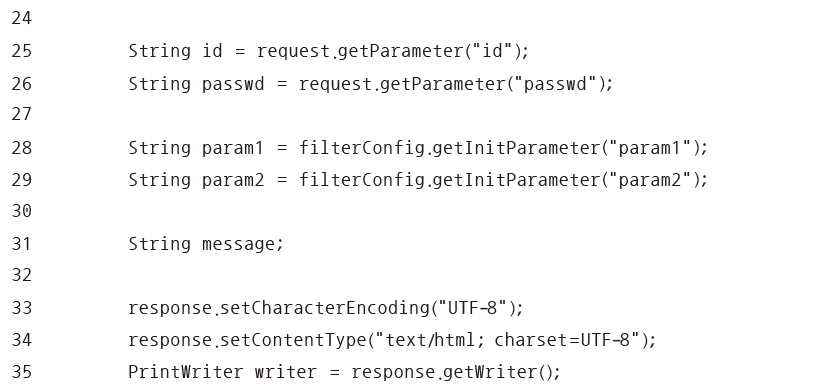 24
25 String id = request.getParameter("id");
26 String passwd = request.getParameter("passwd");
27
28 String param1 = filterConfig.getInitParameter("param1");
29 String param2 = filterConfig.getInitParameter("param2");
30
31 String message;
32
33 response.setCharacterEncoding("UTF-8");
34 response.setContentType("text/html; charset=UTF-8");
35 PrintWriter writer = response.getWriter();